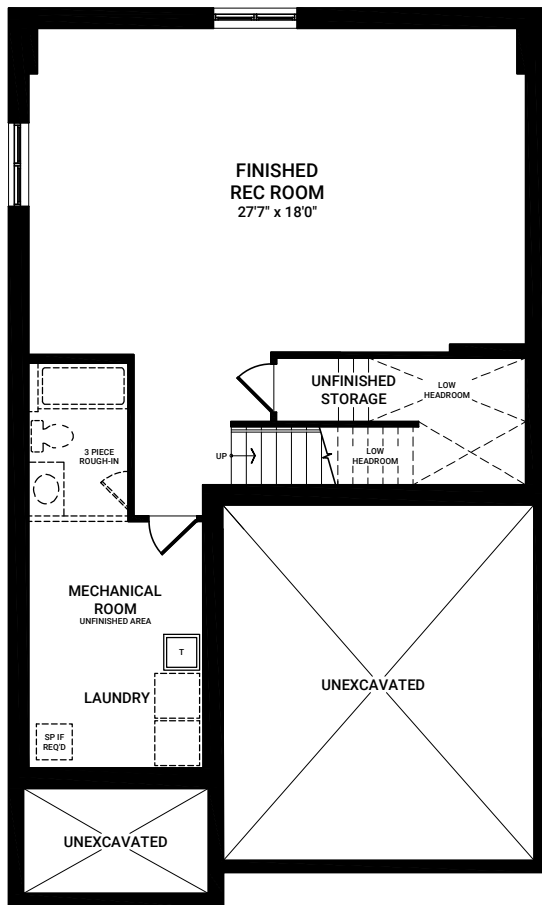 FINISHED
REC ROOM
27'7" x 18'0"
UNFINISHED
STORAGE
LOW
HEADROOM
3 PIECE
ROUGH-IN
UP
LOW
HEADROOM
MECHANICAL
ROOM
UNFINISHED AREA
T
LAUNDRY
UNEXCAVATED
SP IF
REQ'D
UNEXCAVATED